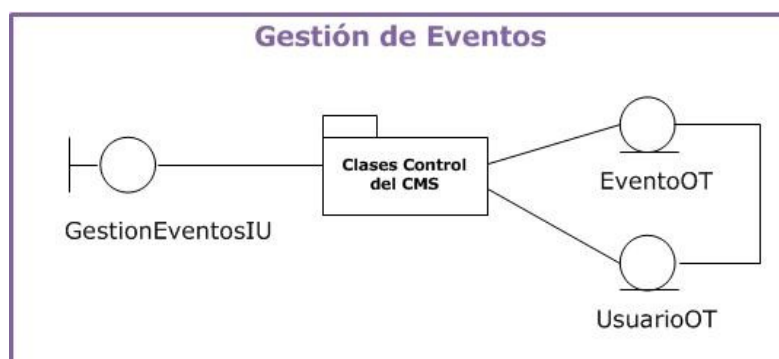 Gestión de Eventos
Clases Control
del CMS
EventoOT
GestionEventosIU
UsuarioOT